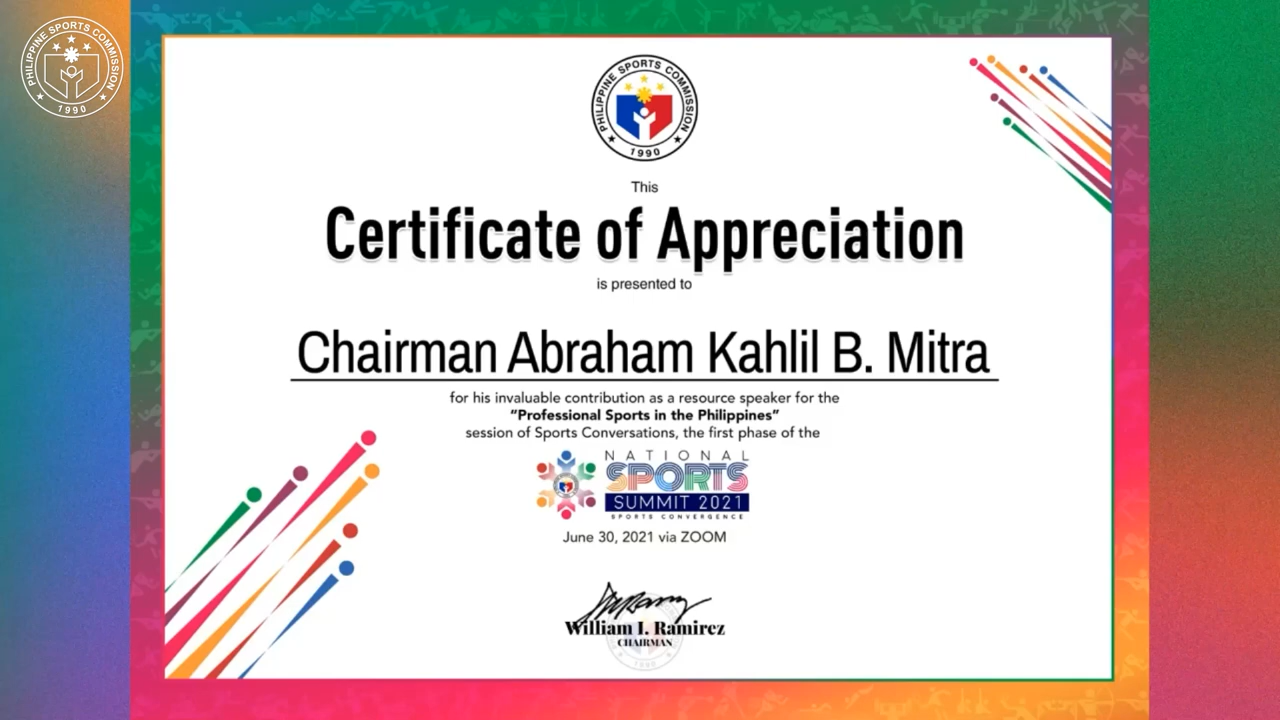 PHILIPPINE SPORTS COMMISSION
1990
PHILIPPINE SPORTS COMMISSION
1990
This
Certificate of Appreciation
is presented to
Chairman Abraham Kahlil B. Mitra
for his invaluable contribution as a resource speaker for the
"Professional Sports in the Philippines"
session of Sports Conversations, the first phase of the
NATIONAL
SPORTS
SUMMIT 2021
SPORTS CONVERGENCE
June 30, 2021 via ZOOM
William I. Ramirez
CHAIRMAN
1990